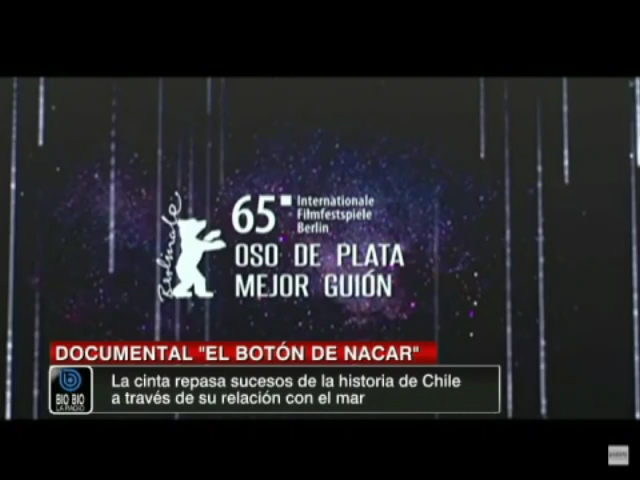 Berlinale
65
Internationale
Filmfestspiele
Berlin
OSO DE PLATA
MEJOR GUIÓN
DOCUMENTAL "EL BOTÓN DE NACAR"
La cinta repasa sucesos de la historia de Chile
a través de su relación con el mar
BIO BIO
LA RADIO